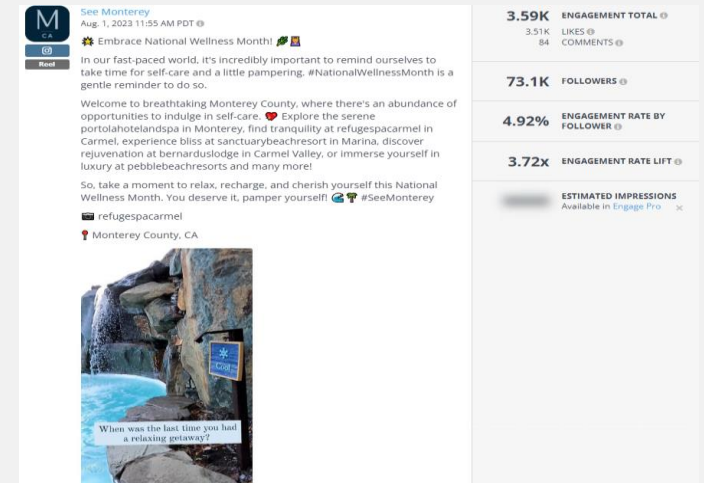 M
CA
Reel
See Monterey
Aug. 1, 2023 11:55 AM PDT
Embrace National Wellness Month!
In our fast-paced world, it's incredibly important to remind ourselves to
take time for self-care and a little pampering. #NationalWellnessMonth is a
gentle reminder to do so.
Welcome to breathtaking Monterey County, where there's an abundance of
opportunities to indulge in self-care. Explore the serene
portolahotelandspa in Monterey, find tranquility at refugespacarmel in
Carmel, experience bliss at sanctuarybeachresort in Marina, discover
rejuvenation at bernarduslodge in Carmel Valley, or immerse yourself in
luxury at pebblebeachresorts and many more!
So, take a moment to relax, recharge, and cherish yourself this National
Wellness Month. You deserve it, pamper yourself! #SeeMonterey
refugespacarmel
Monterey County, CA
Cool
When was the last time you had
a relaxing getaway?
3.59K ENGAGEMENT TOTAL
3.51K LIKES
84 COMMENTS
73.1K FOLLOWERS
4.92% ENGAGEMENT RATE BY
FOLLOWER
3.72x ENGAGEMENT RATE LIFT
ESTIMATED IMPRESSIONS
Available in Engage Pro